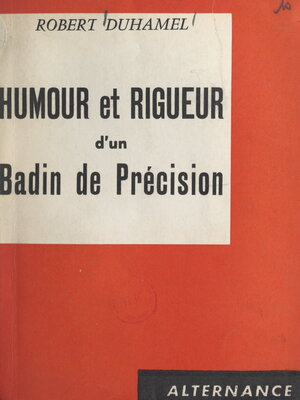 ROBERT DUHAMEL
HUMOUR et RIGUEUR
d'un
Badin de Précision
ALTERNANCE